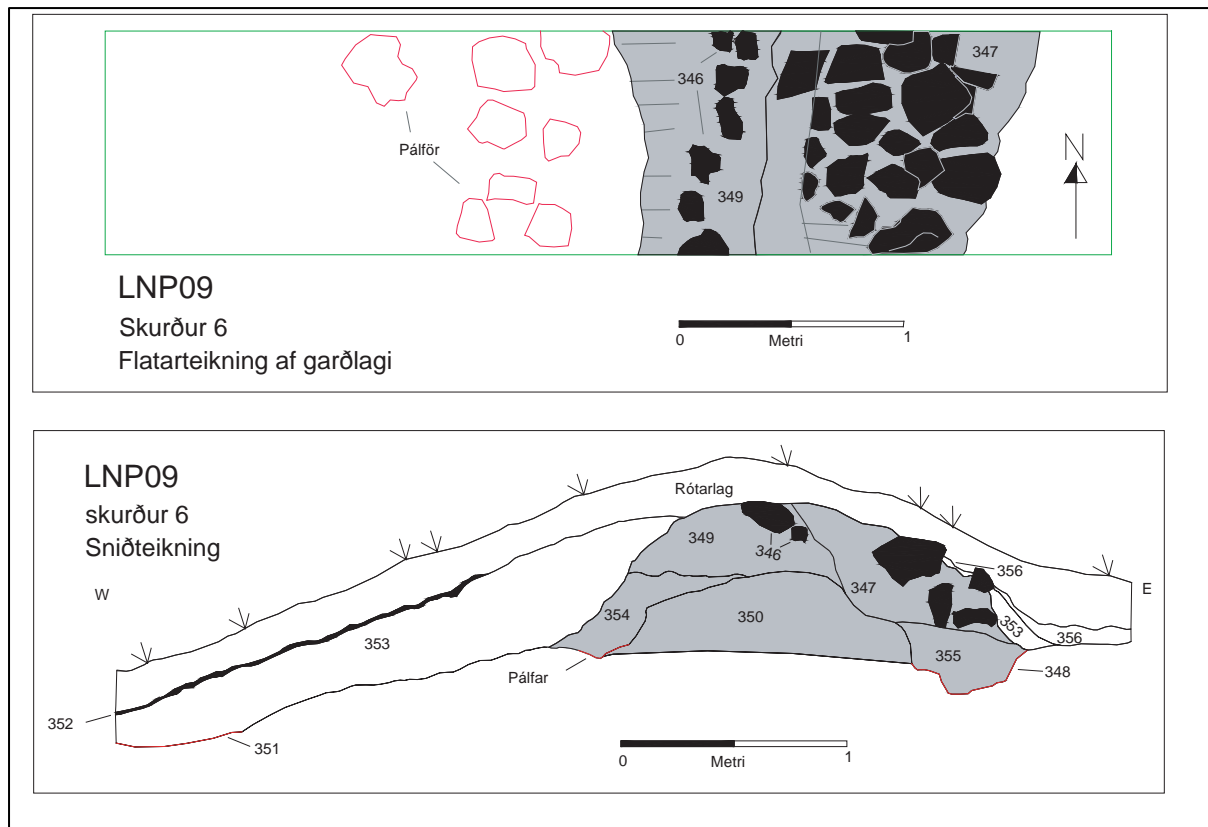 347
346
Pálför
349
N
LNP09
Skurður 6
Flatarteikning af garðlagi
0 Metri 1
LNP09
skurður 6
Sniðteikning
W
Rótarlag
E
349
346
347
356
354
350
353
353
356
355
348
Pálfar
352
351
0 Metri 1